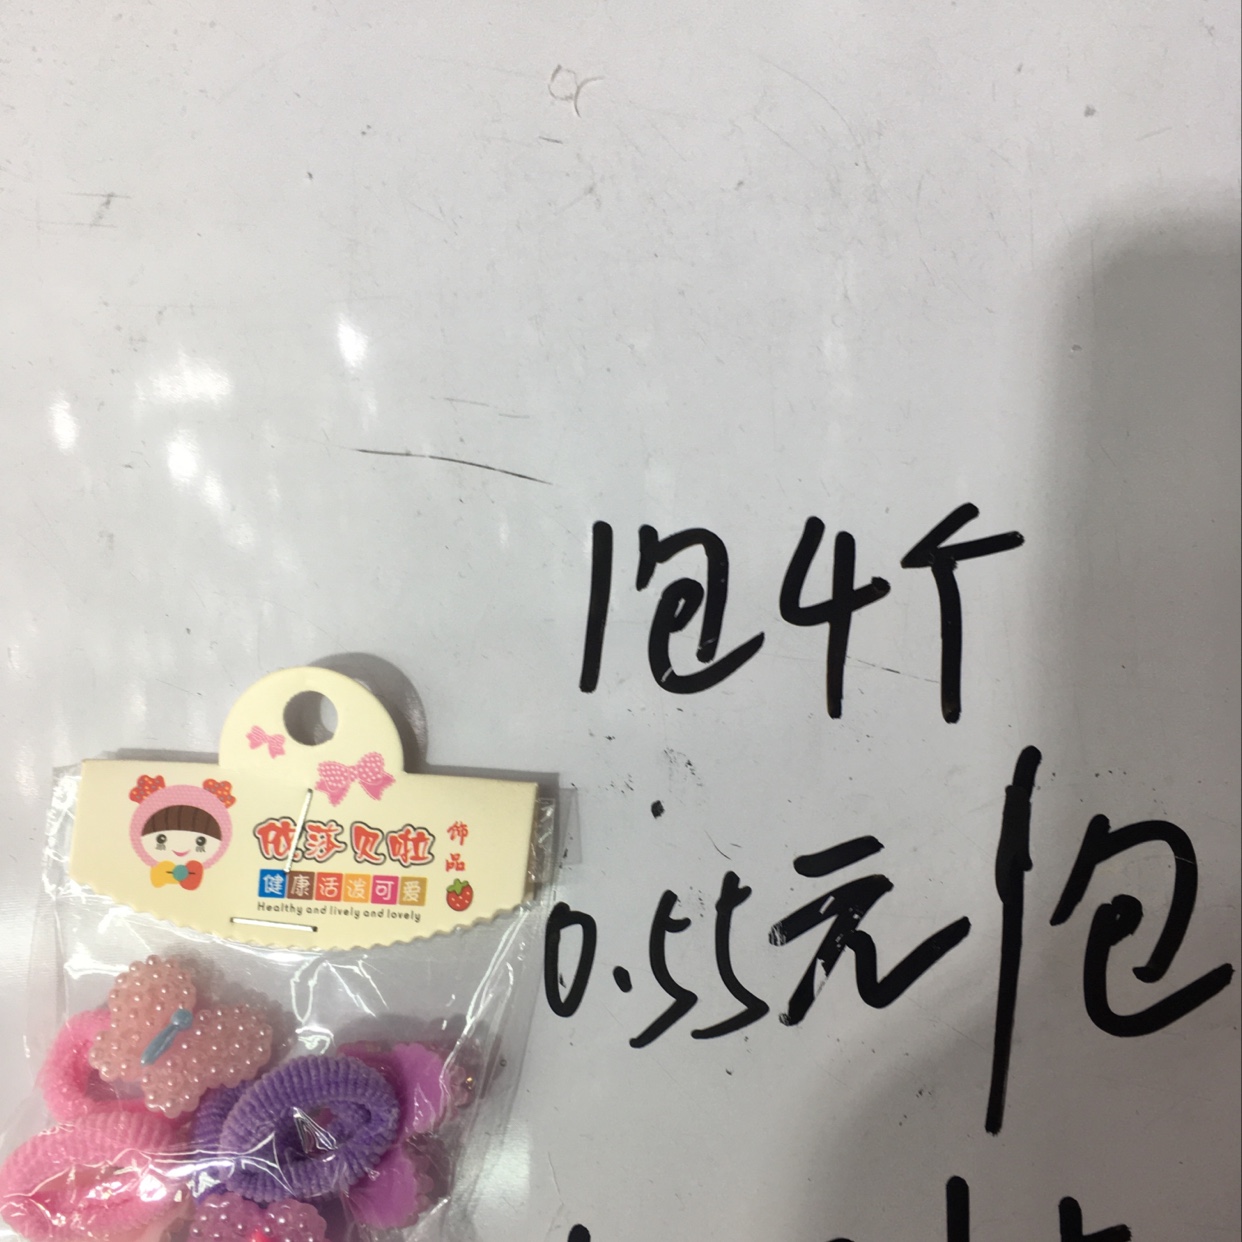 1包4个
依莎贝啦
饰品
健康活泼可爱
Healthy and lively and lovely
0.55元/包